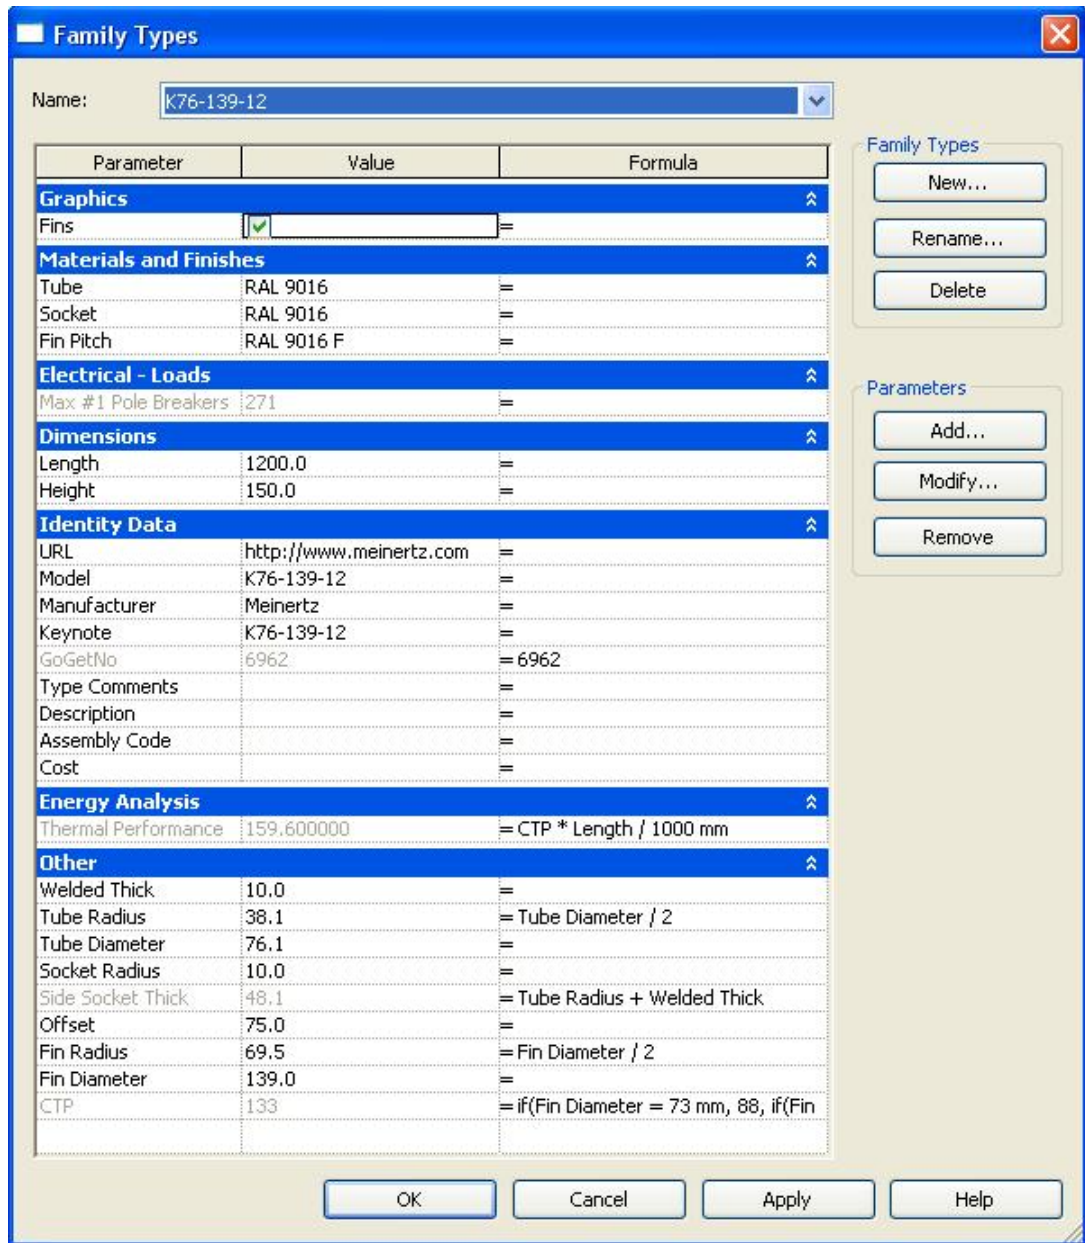 Family Types
Name: K76-139-12
Parameter Value Formula
Graphics
Fins =
Materials and Finishes
Tube RAL 9016 =
Socket RAL 9016 =
Fin Pitch RAL 9016 F =
Electrical - Loads
Max #1 Pole Breakers 271 =
Dimensions
Length 1200.0 =
Height 150.0 =
Identity Data
URL http://www.meinertz.com =
Model K76-139-12 =
Manufacturer Meinertz =
Keynote K76-139-12 =
GoGetNo 6962 =6962
Type Comments =
Description =
Assembly Code =
Cost =
Energy Analysis
Thermal Performance 159.600000 =CTP * Length / 1000 mm
Other
Welded Thick 10.0 =
Tube Radius 38.1 =Tube Diameter / 2
Tube Diameter 76.1 =
Socket Radius 10.0 =
Side Socket Thick 48.1 =Tube Radius + Welded Thick
Offset 75.0 =
Fin Radius 69.5 =Fin Diameter / 2
Fin Diameter 139.0 =
CTP 133 =if(Fin Diameter = 73 mm, 88, if(Fin
Family Types
New...
Rename...
Delete
Parameters
Add...
Modify...
Remove
OK Cancel Apply Help